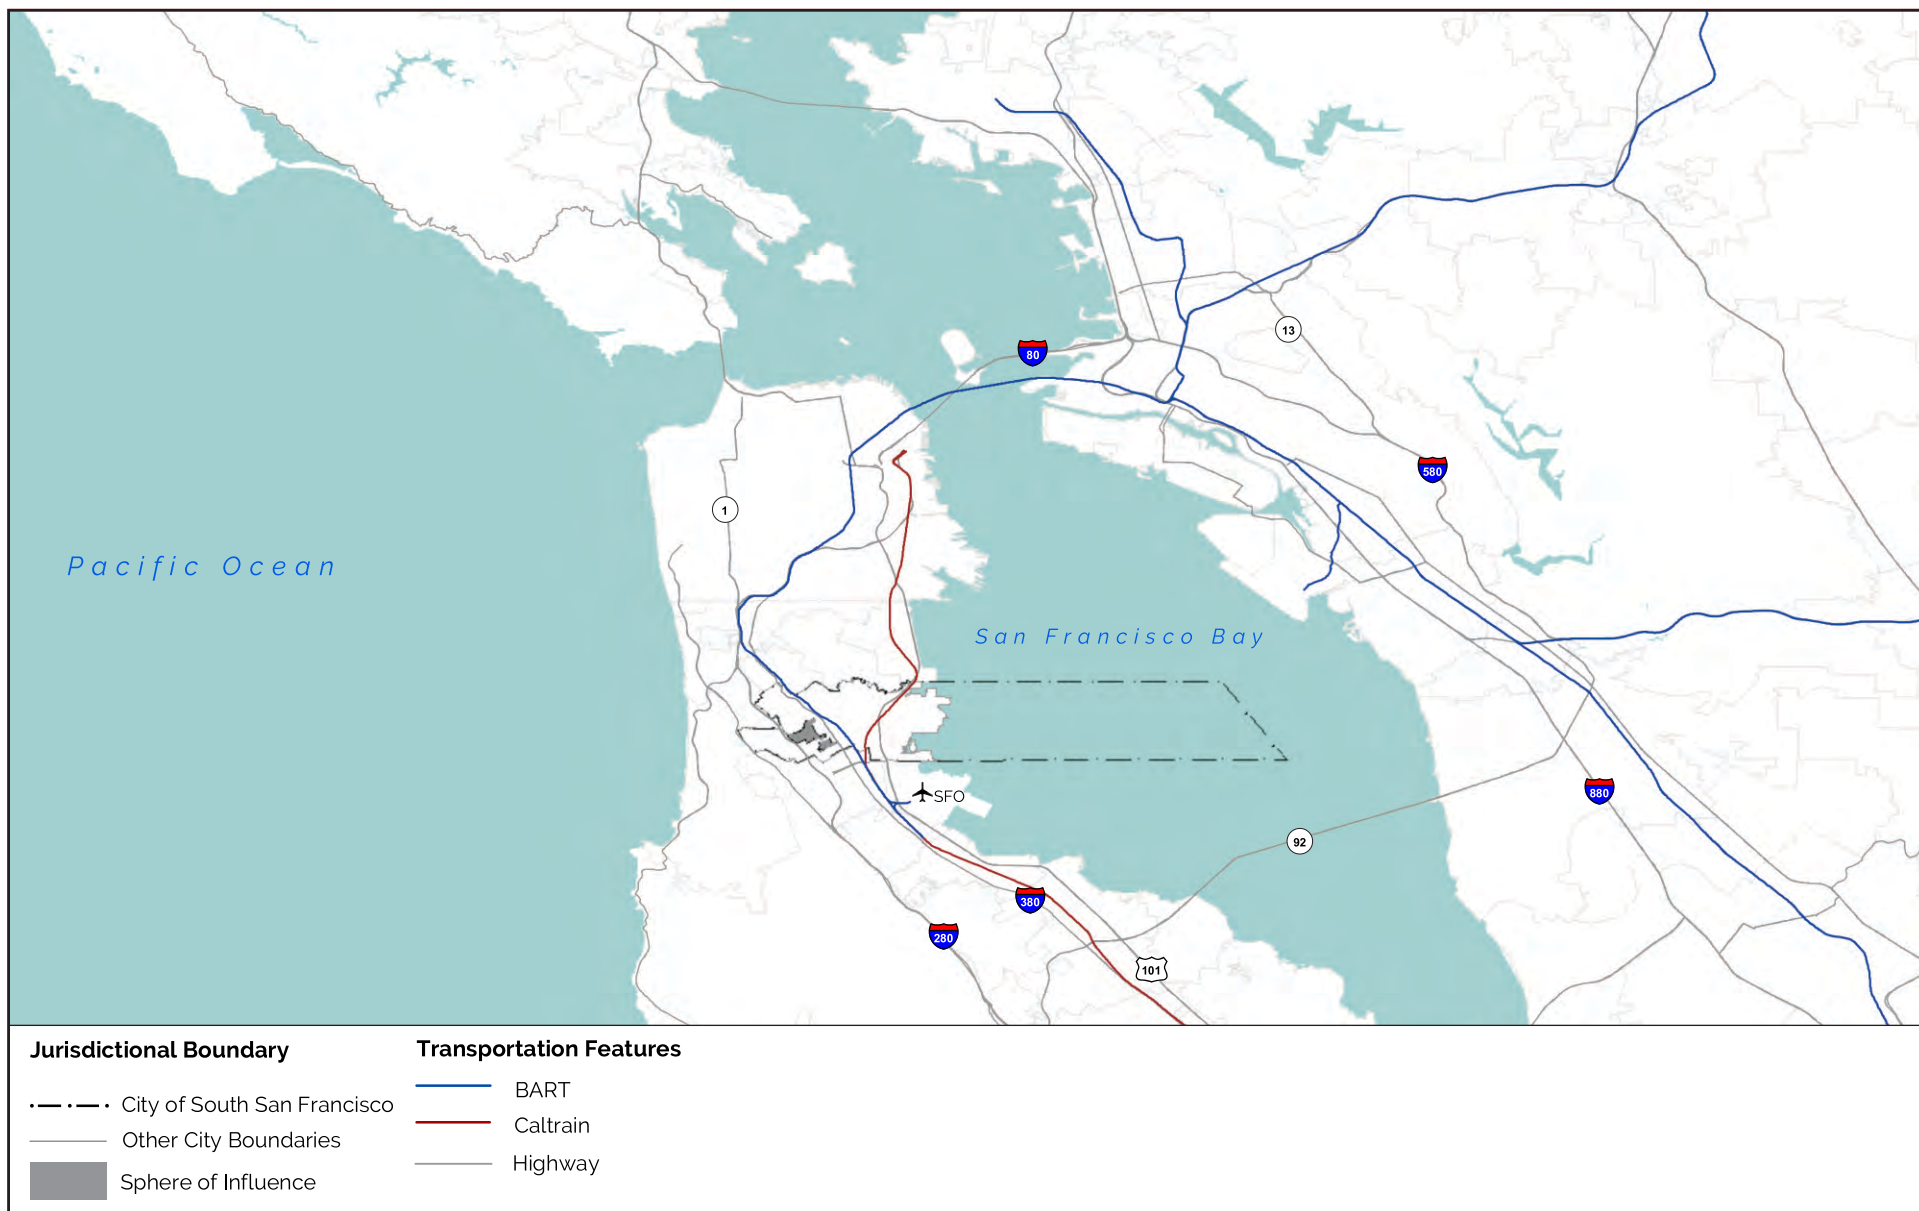 80
13
580
1
Pacific Ocean
San Francisco Bay
SFO
880
92
380
280
101
Jurisdictional Boundary
City of South San Francisco
Other City Boundaries
Sphere of Influence
Transportation Features
BART
Caltrain
Highway